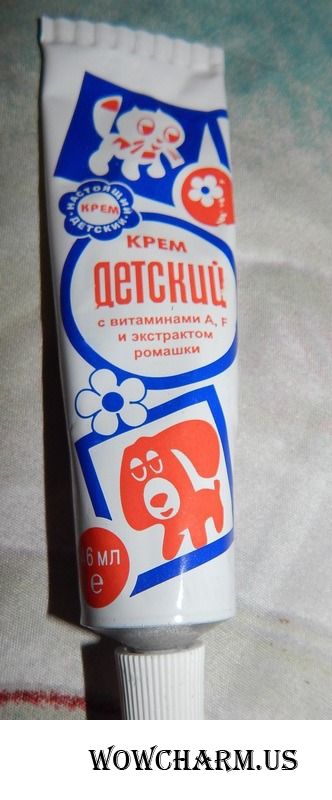 НАСТОЯЩИЙ
КРЕМ
ДЕТСКИЙ
КРЕМ
ДЕТСКИЙ
с витаминами A, F
и экстрактом
ромашки
6 мл
e
WOWCHARM.US